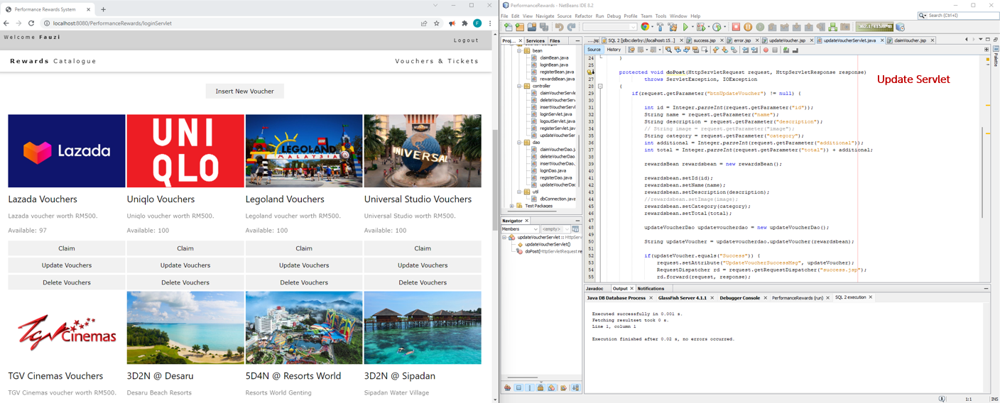 Performance Rewards System
localhost:8080/PerformanceRewards/loginServlet
F
Welcome Fauzi
Logout
Rewards Catalogue
Vouchers & Tickets
Insert New Voucher
Lazada
UNI
QLO
LEGOLAND
MALAYSIA
UNIVERSAL
Lazada Vouchers
Uniqlo Vouchers
Legoland Vouchers
Universal Studio Vouchers
Lazada voucher worth RM500.
Uniqlo voucher worth RM500.
Legoland voucher worth RM500.
Universal Studio worth RM500.
Available: 97
Available: 100
Available: 100
Available: 100
Claim
Claim
Claim
Claim
Update Vouchers
Update Vouchers
Update Vouchers
Update Vouchers
Delete Vouchers
Delete Vouchers
Delete Vouchers
Delete Vouchers
TGV Cinemas
TGV Cinemas Vouchers
3D2N @ Desaru
5D4N @ Resorts World
3D2N @ Sipadan
TGV Cinemas voucher worth RM500.
Desaru Beach Resorts
Resorts World Genting
Sipadan Water Village
PerformanceRewards - NetBeans IDE 8.2
File Edit View Navigate Source Refactor Run Debug Profile Team Tools Window Help
Search (Ctrl+I)
Proj... Services Files
bean
claimBean.java
loginBean.java
registerBean.java
rewardsBean.java
controller
claimVoucherServl
deleteVoucherServ
insertVoucherServl
loginServlet.java
logoutServlet.java
registerServlet.java
updateVoucherSer
dao
claimVoucherDao.j
deleteVoucherDao
insertVoucherDao.
loginDao.java
registerDao.java
updateVoucherDac
util
dbConnection.java
Test Packages
Navigator
Members
<empty>
updateVoucherServlet :: HttpServ
updateVoucherServlet()
doPost(HttpServletRequest re
....jsp SQL 2 [jdbc:derby://localhost:15...] success.jsp error.jsp updateVoucher.jsp updateVoucherServlet.java claimVoucher.jsp
Source History
Palette
24 }
25
26 protected void doPost(HttpServletRequest request, HttpServletResponse response)
27 throws ServletException, IOException
28 {
29 if(request.getParameter("btnUpdateVoucher") != null) {
30
31 int id = Integer.parseInt(request.getParameter("id"));
32 String name = request.getParameter("name");
33 String description = request.getParameter("description");
34 // String image = request.getParameter("image");
35 String category = request.getParameter("category");
36 int additional = Integer.parseInt(request.getParameter("additional"));
37 int total = Integer.parseInt(request.getParameter("total")) + additional;
38
39 rewardsBean rewardsbean = new rewardsBean();
40
41 rewardsbean.setId(id);
42 rewardsbean.setName(name);
43 rewardsbean.setDescription(description);
44 //rewardsbean.setImage(image);
45 rewardsbean.setCategory(category);
46 rewardsbean.setTotal(total);
47
48 updateVoucherDao updatevoucherdao = new updateVoucherDao();
49
50 String updateVoucher = updatevoucherdao.updateVoucher(rewardsbean);
51
52 if(updateVoucher.equals("Success")) {
53 request.setAttribute("UpdateVoucherSuccessMsg", updateVoucher);
54 RequestDispatcher rd = request.getRequestDispatcher("success.jsp");
55 rd.forward(request, response);
Update Servlet
Javadoc Output Notifications
Java DB Database Process GlassFish Server 4.1.1 Debugger Console PerformanceRewards (run) SQL 2 execution
Executed successfully in 0.001 s.
Fetching resultset took 0 s.
Line 1, column 1
Execution finished after 0.02 s, no errors occurred.
1:1 INS